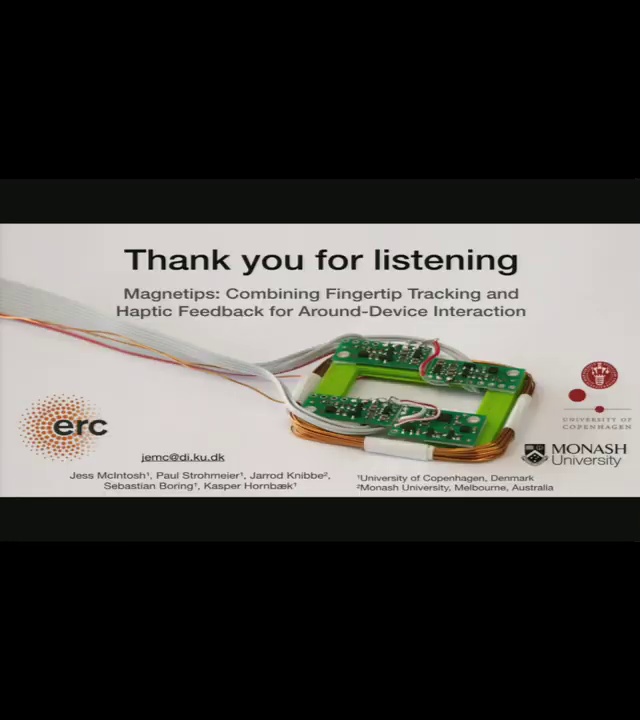 Thank you for listening
Magnetips: Combining Fingertip Tracking and
Haptic Feedback for Around-Device Interaction
erc
UNIVERSITY OF
COPENHAGEN
MONASH
University
jemc@di.ku.dk
Jess McIntosh¹, Paul Strohmeier¹, Jarrod Knibbe²,
Sebastian Boring¹, Kasper Hornbæk¹
¹University of Copenhagen, Denmark
²Monash University, Melbourne, Australia